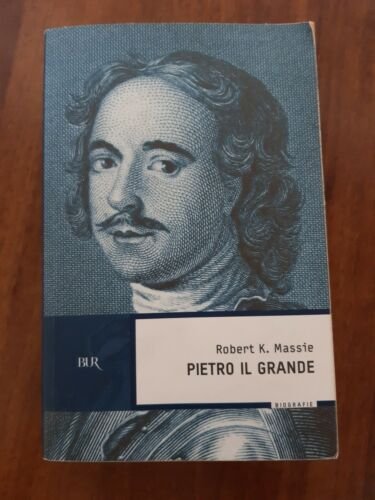 Robert K. Massie
BUR
PIETRO IL GRANDE
BIOGRAFIE